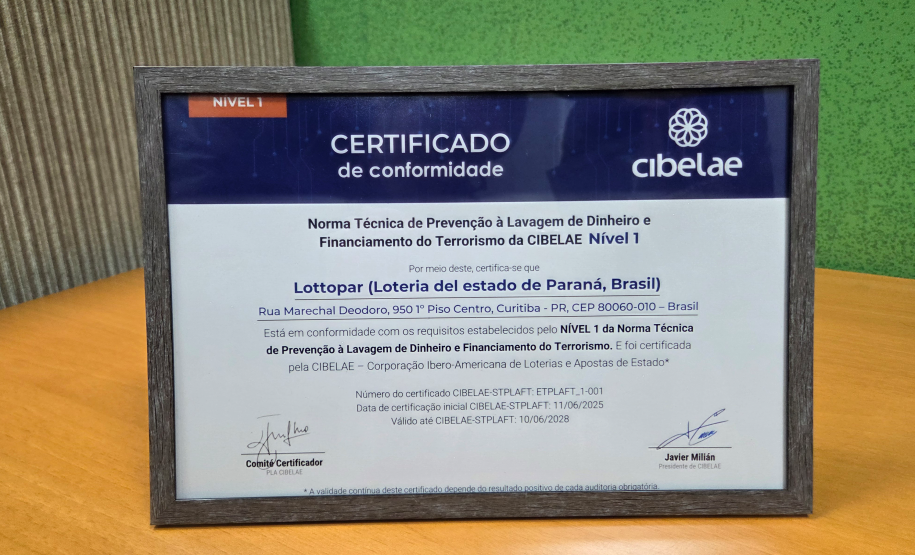 NÍVEL 1
CERTIFICADO
de conformidade
cibelae
Norma Técnica de Prevenção à Lavagem de Dinheiro e
Financiamento do Terrorismo da CIBELAE Nível 1
Por meio deste, certifica-se que
Lottopar (Loteria del estado de Paraná, Brasil)
Rua Marechal Deodoro, 950 1º Piso Centro, Curitiba - PR, CEP 80060-010 – Brasil
Está em conformidade com os requisitos estabelecidos pelo NÍVEL 1 da Norma Técnica
de Prevenção à Lavagem de Dinheiro e Financiamento do Terrorismo. E foi certificada
pela CIBELAE – Corporação Ibero-Americana de Loterias e Apostas de Estado*
Número do certificado CIBELAE-STPLAFT: ETPLAFT_1-001
Data de certificação inicial CIBELAE-STPLAFT: 11/06/2025
Válido até CIBELAE-STPLAFT: 10/06/2028
Comitê Certificador
PLA CIBELAE
Javier Milián
Presidente de CIBELAE
* A validade contínua deste certificado depende do resultado positivo de cada auditoria obrigatória.